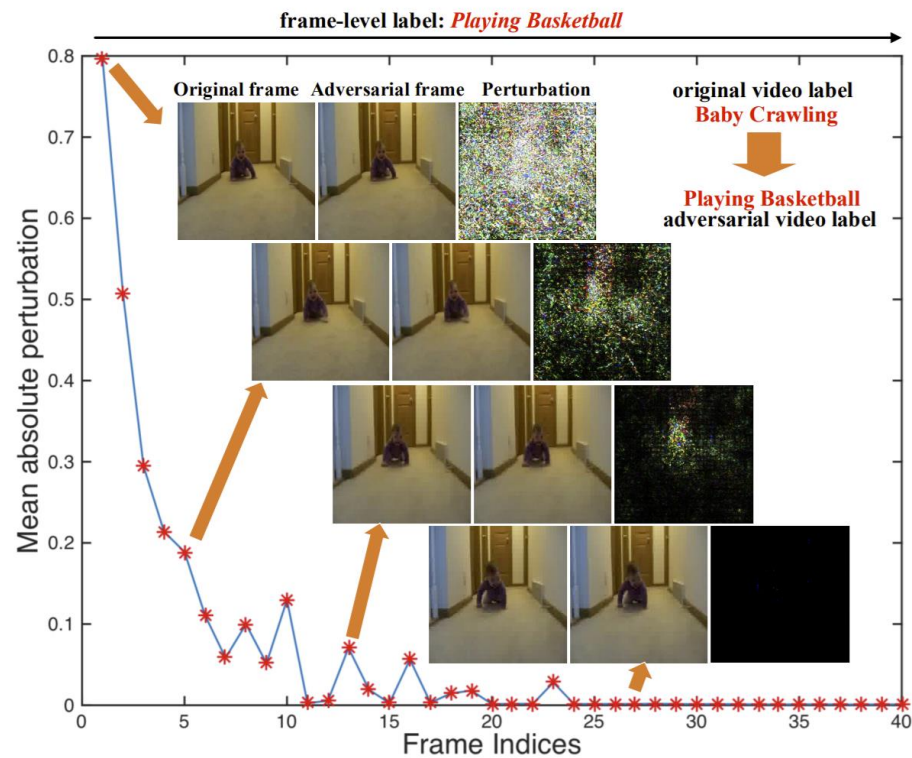 frame-level label: Playing Basketball
Original frame Adversarial frame Perturbation
original video label
Baby Crawling
Playing Basketball
adversarial video label
Mean absolute perturbation
0.8
0.7
0.6
0.5
0.4
0.3
0.2
0.1
0
0 5 10 15 20 25 30 35 40
Frame Indices